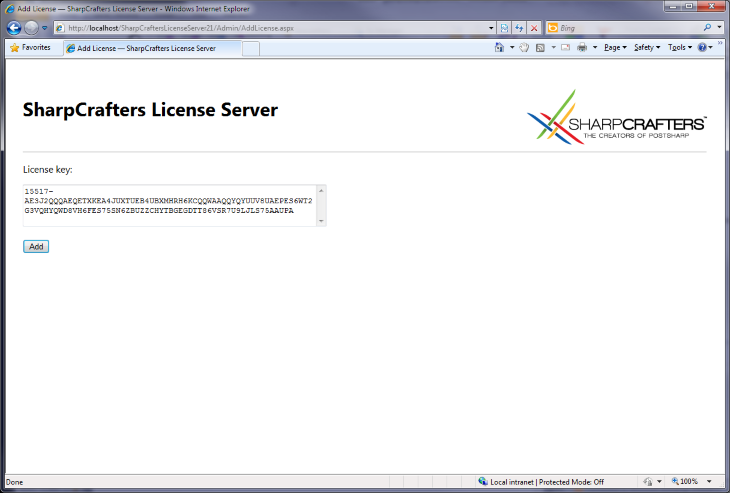 Add License — SharpCrafters License Server - Windows Internet Explorer
http://localhost/SharpCraftersLicenseServer21/Admin/AddLicense.aspx
Bing
Favorites
Add License — SharpCrafters License Server
Page
Safety
Tools
SharpCrafters License Server
SHARPCRAFTERS™
THE CREATORS OF POSTSHARP
License key:
15517-
AESJ2QQQAEQETXKEA4JUXTUEB4UBXMHRH6KCQQWAAQQYQYUUV8UAEPES6WT2
G3VQHYQWD8VH6FES75SN6ZBUZZCHYTBGEGDTT86VSR7U9LJLS75AAUPA
Add
Done
Local intranet | Protected Mode: Off
100%